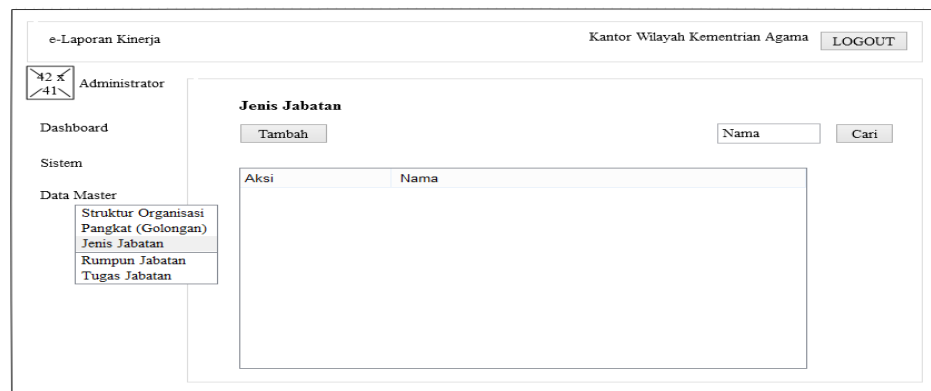 e-Laporan Kinerja
Kantor Wilayah Kementrian Agama
LOGOUT
42 x
41
Administrator
Dashboard
Sistem
Data Master
Struktur Organisasi
Pangkat (Golongan)
Jenis Jabatan
Rumpun Jabatan
Tugas Jabatan
Jenis Jabatan
Tambah
Nama
Cari
Aksi
Nama